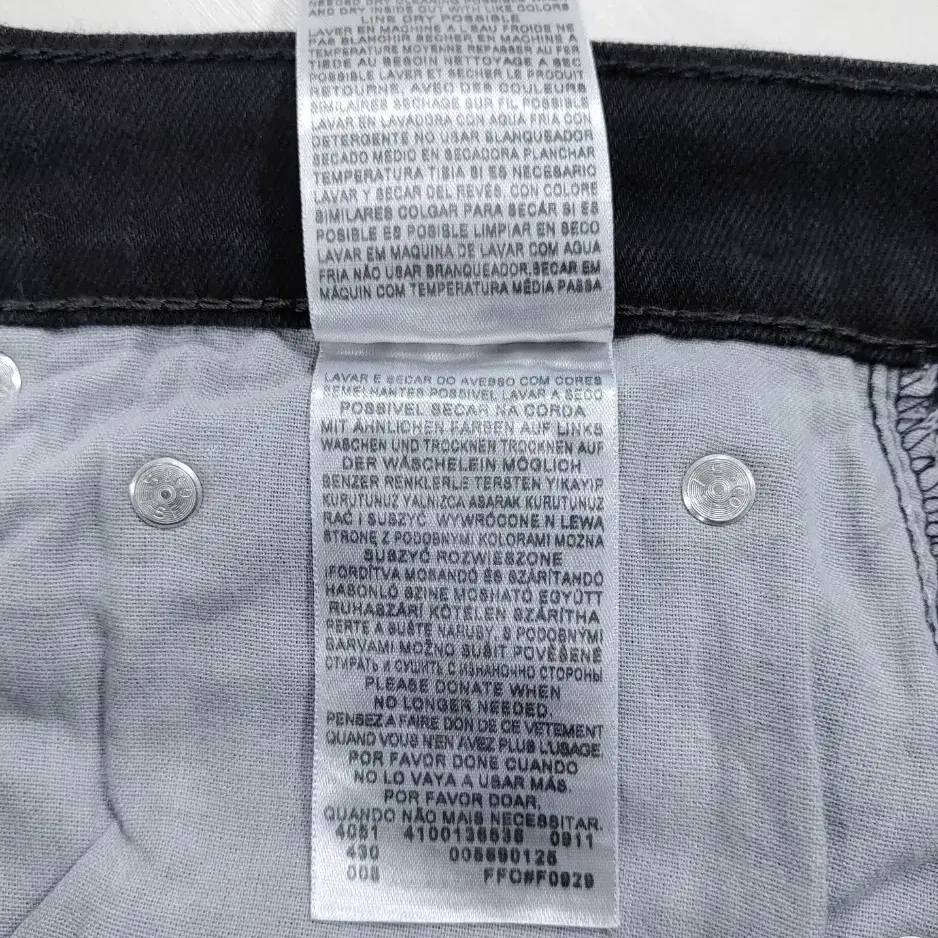 AND DRY INSIDE OUT WITH LIKE COLORS
LINE DRY POSSIBLE
LAVER EN MACHINE A L'EAU FROIDE NE
PAS BLANCHIR SECHER EN MACHINE A
TEMPERATURE MOYENNE REPASSER AU FER
TIEDE AU BESOIN NETTOYAGE A SEC
POSSIBLE LAVER ET SECHER LE PRODUIT
RETOURNE, AVEC DES COULEURS
SIMILAIRES SECHAGE SUR FIL POSSIBLE
LAVAR EN LAVADORA CON AGUA FRIA CON
DETERGENTE NO USAR BLANQUEADOR
SECADO MEDIO EN SECADORA PLANCHAR
TEMPERATURA TIBIA SI ES NECESARIO
LAVAR Y SECAR DEL REVES, CON COLORE
SIMILARES COLGAR PARA SECAR SI ES
POSIBLE ES POSIBLE LIMPIAR EN SECO
LAVAR EM MAQUINA DE LAVAR COM AGUA
FRIA NÃO USAR BRANQUEADOR.SECAR EM
MÁQUIN COM TEMPERATURA MÉDIA PASSA
LAVAR E SECAR DO AVESSO COM CORES
SEMELHANTES POSSIVEL LAVAR A SECO
POSSIVEL SECAR NA CORDA
MIT ÄHNLICHEN FARBEN AUF LINKS
WASCHEN UND TROCKNEN TROCKNEN AUF
DER WÄSCHELEIN MÖGLICH
BENZER RENKLERLE TERSTEN YIKAYIP
KURUTUNUZ YALNIZCA ASARAK KURUTUNUZ
RAĆ I SUSZYĆ WYWRÓCONE N LEWA
STRONĘ Z PODOBNYMI KOLORAMI MOŻNA
SUSZYĆ ROZWIESZONE
IFORDÍTVA MOSANDÓ ÉS SZÁRÍTANDÓ
HASONLÓ SZINE MOSHATÓ EGYÜTT
RUHASZÁRÍ KÖTÉLEN SZÁRÍTHA
PERTE A SUŠTE NARUBY, S PODOBNÝMI
BARVAMI MOŽNO SUŠIT POVĚŠENÉ
СТИРАТЬ И СУШИТЬ С ИЗНАНОЧНО СТОРОНЫ
PLEASE DONATE WHEN
NO LONGER NEEDED.
PENSEZ A FAIRE DON DE CE VETEMENT
QUAND VOUS N'EN AVEZ PLUS L'USAGE.
POR FAVOR DONE CUANDO
NO LO VAYA A USAR MÁS.
POR FAVOR DOAR,
QUANDO NÃO MAIS NECESSITAR.
4051 4100136536 0911
430 005690125
008 FFC#F0929